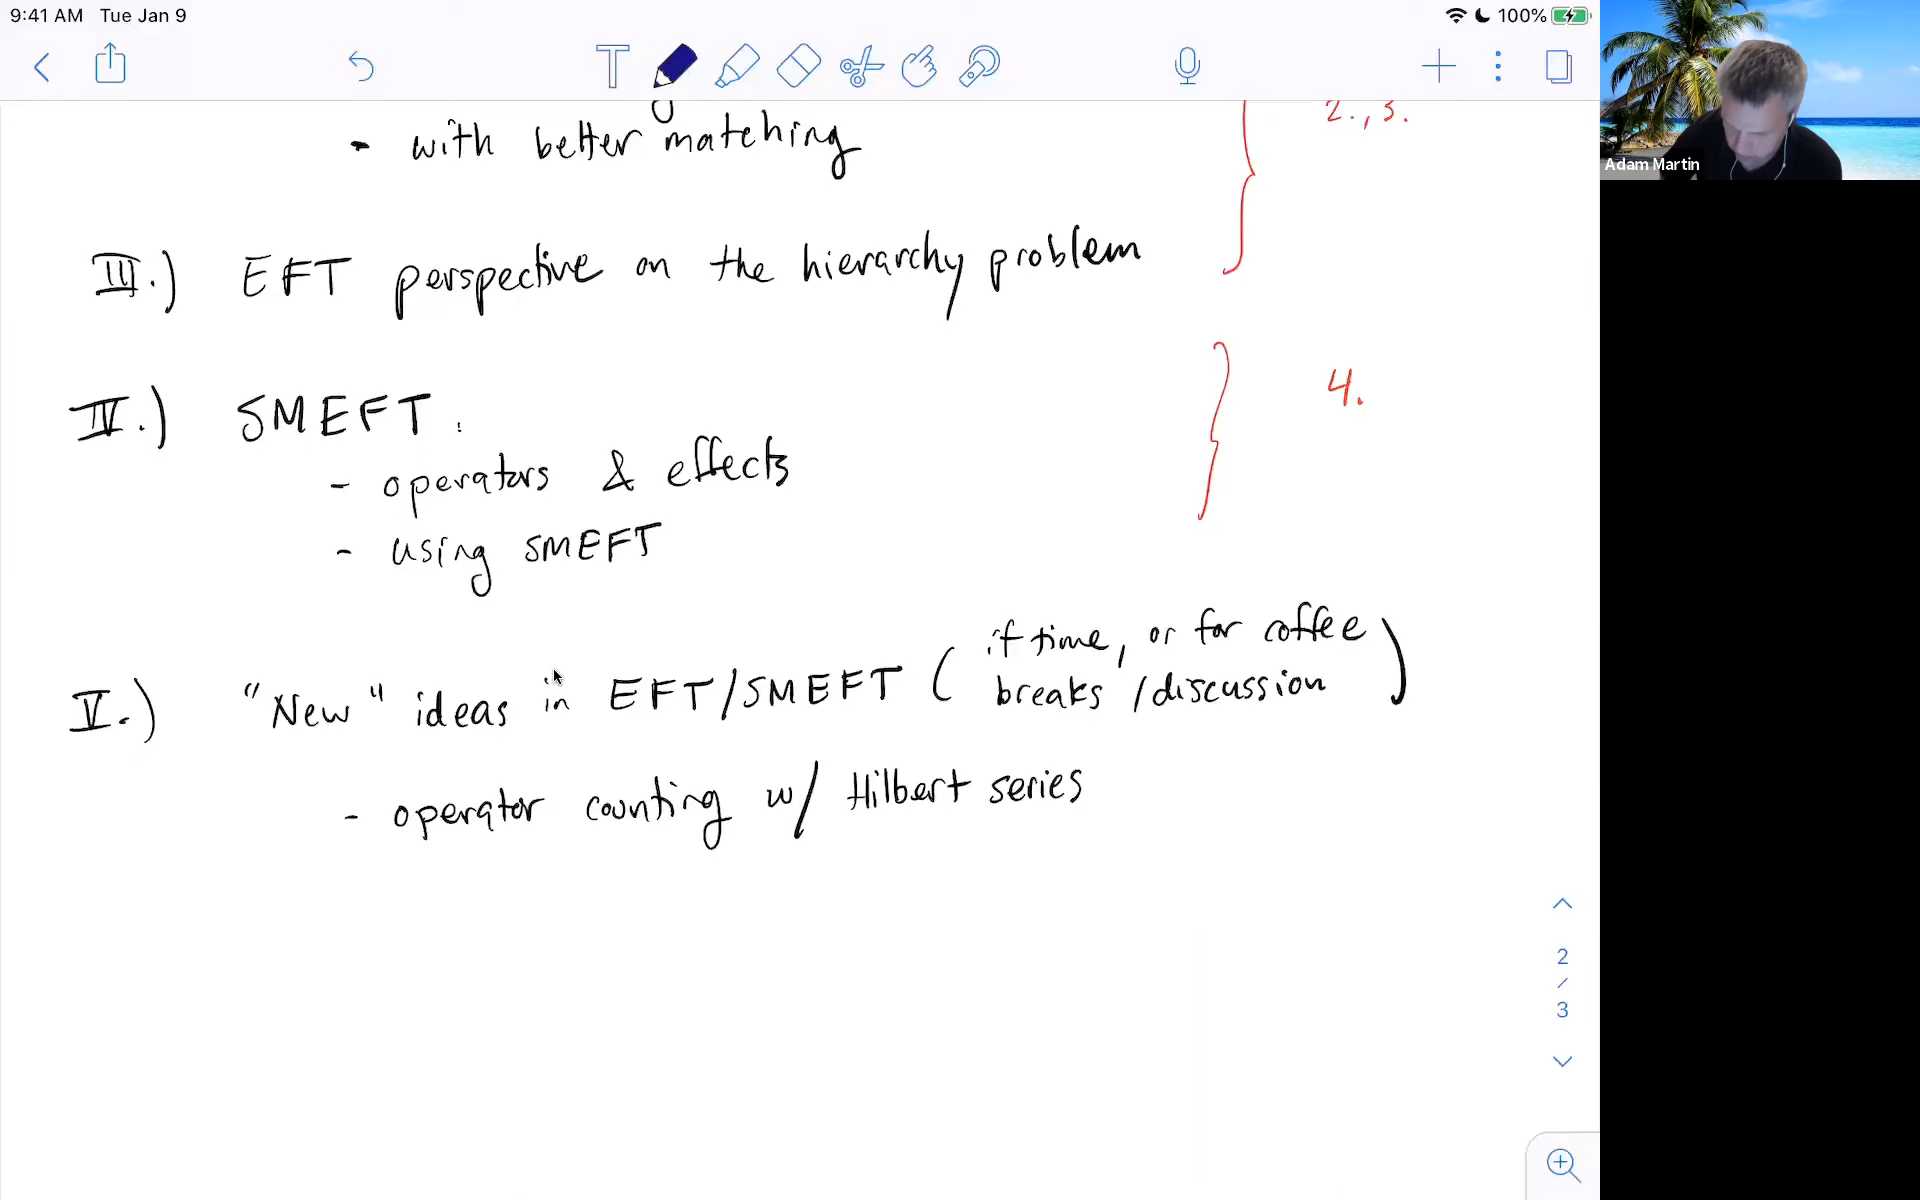 9:41 AM Tue Jan 9
100%
- with better matching
2., 3.
III.) EFT perspective on the hierarchy problem
IV.) SMEFT.
4.
- operators & effects
- using SMEFT
V.) "New" ideas in EFT/SMEFT (if time, or for coffee
breaks / discussion)
- operator counting w/ Hilbert series
2
/
3
Adam Martin